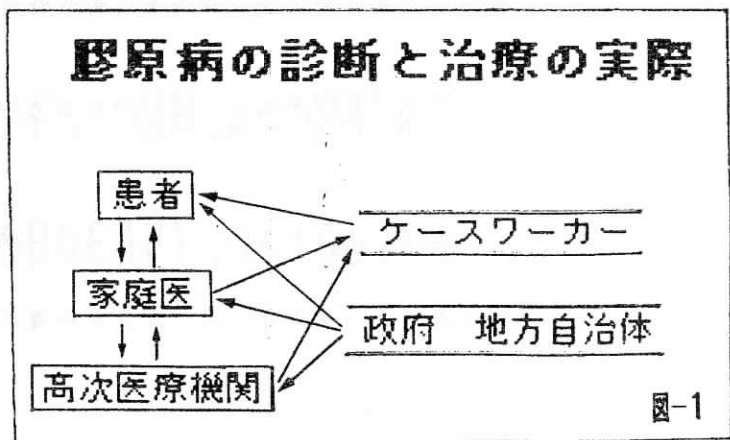 膠原病の診断と治療の実際
患者
ケースワーカー
家庭医
政府 地方自治体
高次医療機関
図-1